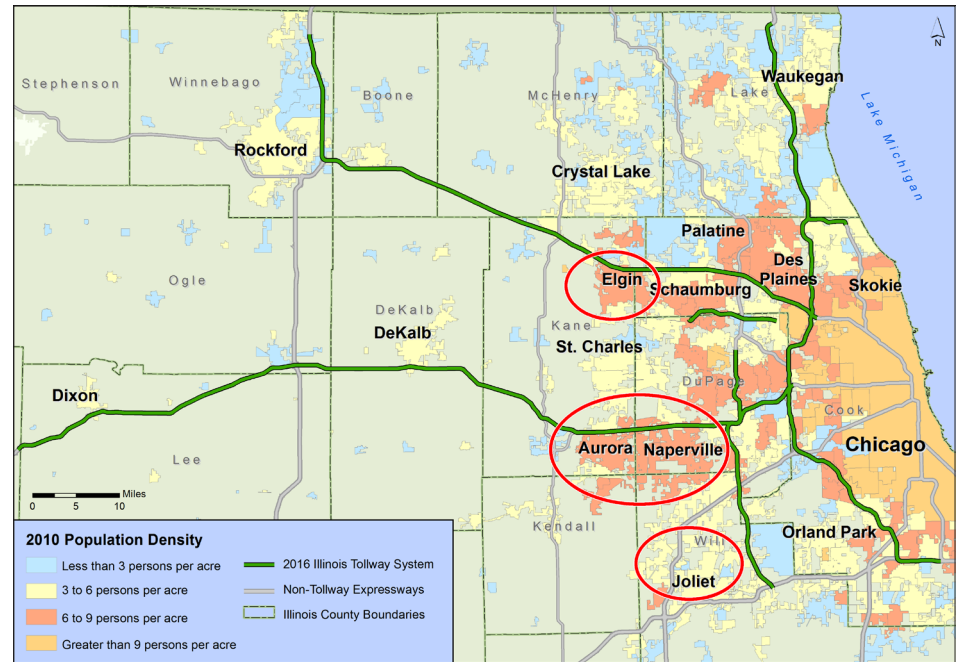 Stephenson
Winnebago
Boone
McHenry
Lake
Waukegan
Lake Michigan
N
Rockford
Crystal Lake
Palatine
Des
Plaines
Elgin
Schaumburg
Skokie
Ogle
DeKalb
DeKalb
Kane
St. Charles
DuPage
Dixon
Cook
Aurora
Naperville
Chicago
Lee
Miles
0 5 10
Kendall
Will
Orland Park
Joliet
2010 Population Density
Less than 3 persons per acre
3 to 6 persons per acre
6 to 9 persons per acre
Greater than 9 persons per acre
2016 Illinois Tollway System
Non-Tollway Expressways
Illinois County Boundaries